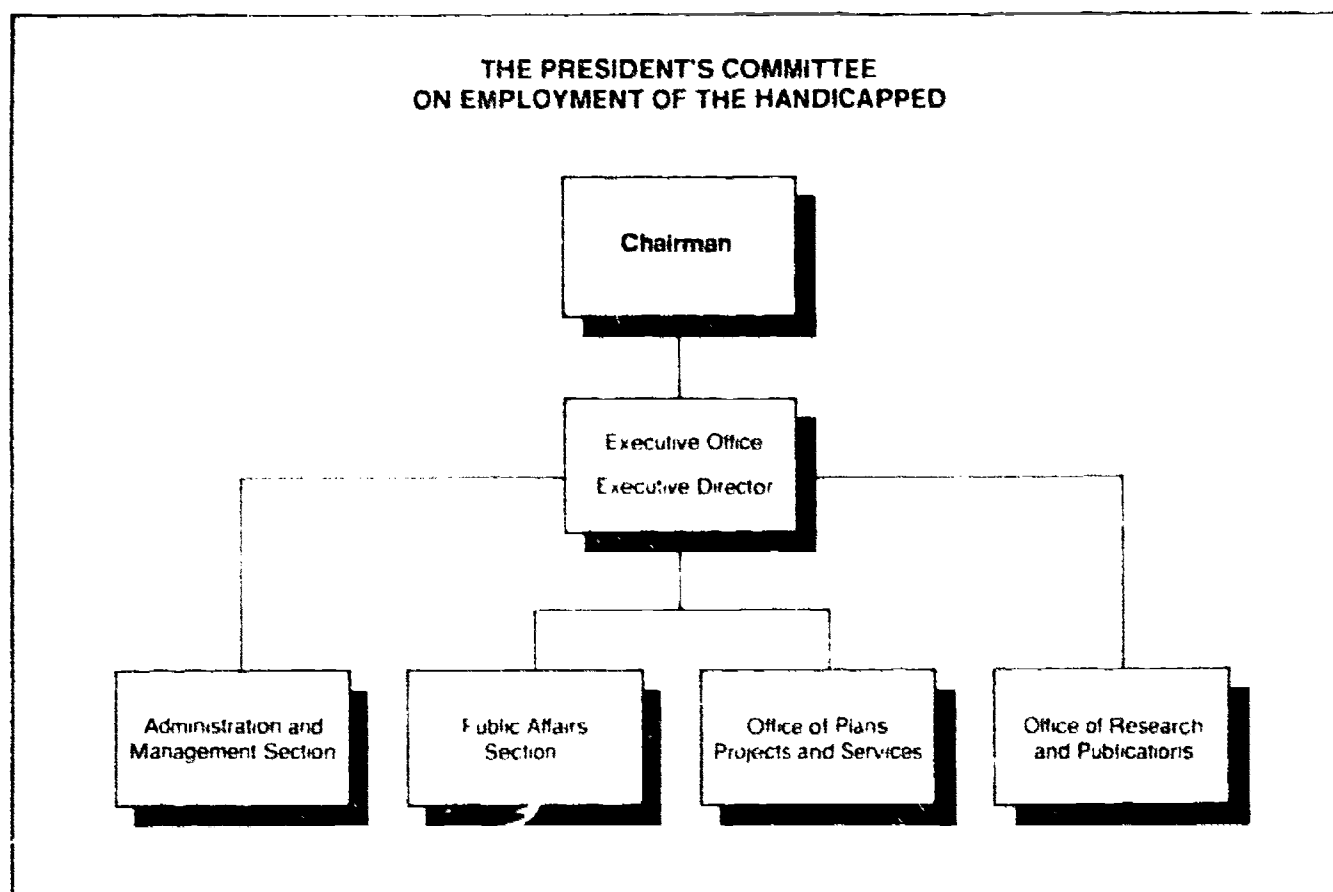 THE PRESIDENT'S COMMITTEE
ON EMPLOYMENT OF THE HANDICAPPED
Chairman
Executive Office
Executive Director
Administration and
Management Section
Public Affairs
Section
Office of Plans
Projects and Services
Office of Research
and Publications